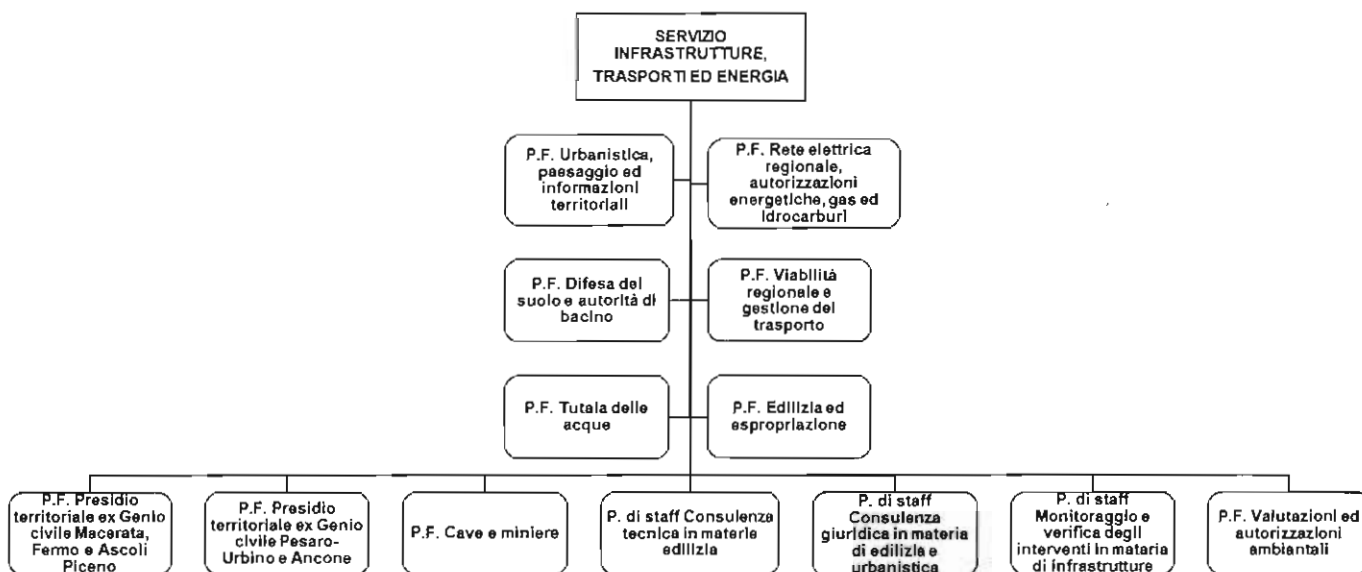 SERVIZIO
INFRASTRUTTURE,
TRASPORTI ED ENERGIA
P.F. Urbanistica,
paesaggio ed
informazioni
territoriali
P.F. Rete elettrica
regionale,
autorizzazioni
energetiche, gas ed
idrocarburi
P.F. Difesa del
suolo e autorità di
bacino
P.F. Viabilità
regionale e
gestione del
trasporto
P.F. Tutala delle
acque
P.F. Edilizia ed
espropriazione
P.F. Presidio
territoriale ex Genio
civile Macerata,
Fermo e Ascoli
Piceno
P.F. Presidio
territoriale ex Genio
civile Pesaro-
Urbino e Ancone
P.F. Cave e miniere
P. di staff Consulenza
tecnica in materie
edilizia
P. di staff
Consulenza
giuridica in materia
di edilizia e
urbanistica
P. di staff
Monitoraggio e
verifica degli
interventi in mataria
di infrastrutture
P.F. Valutazioni ed
autorizzazioni
ambientali